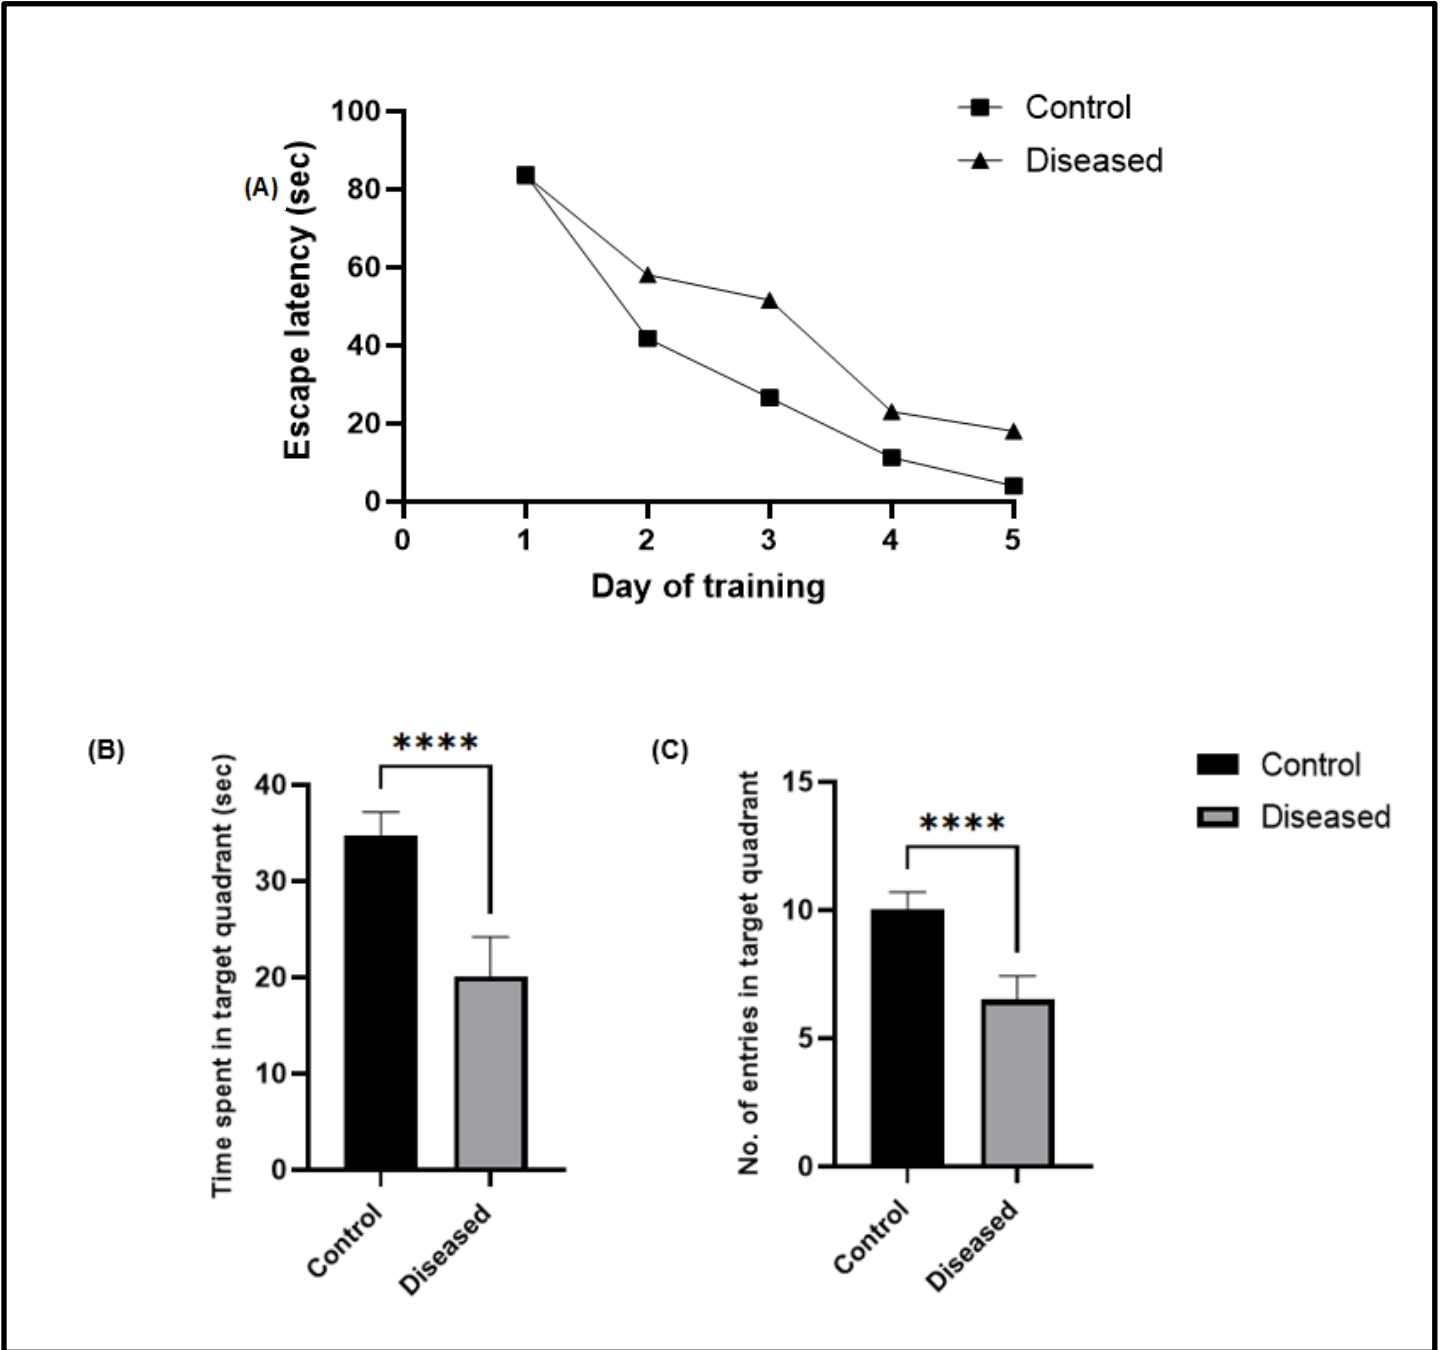 (A)
Escape latency (sec)
100
80
60
40
20
0
0 1 2 3 4 5
Day of training
Control
Diseased
(B)
Time spent in target quadrant (sec)
40
30
20
10
0
****
Control
Diseased
(C)
No. of entries in target quadrant
15
10
5
0
****
Control
Diseased
Control
Diseased